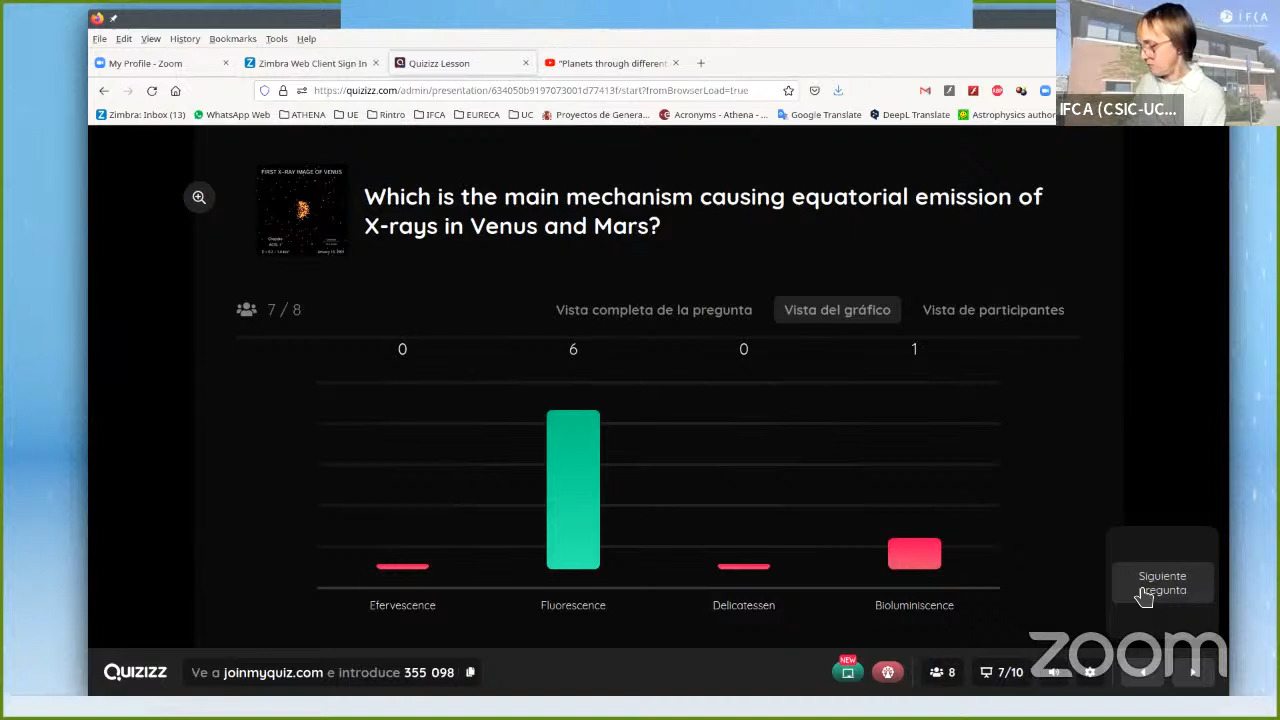 IFCA
File Edit View History Bookmarks Tools Help
My Profile - Zoom
Zimbra Web Client Sign In
Quizizz
"Planets through different
https://quizizz.com/admin/presentation/
/start?fromBrowserLoad=true
IFCA (CSIC-UC...
Zimbra: Inbox (13) WhatsApp Web ATHENA UE Rintro IFCA EURECA UC Proyectos de Genera... Acronyms - Athena - ... Google Translate DeepL Translate Astrophysics author
FIRST X-RAY IMAGE OF VENUS
Which is the main mechanism causing equatorial emission of
X-rays in Venus and Mars?
7 / 8
Vista completa de la pregunta Vista del gráfico Vista de participantes
0 6 0 1
Efervescence Fluorescence Delicatessen Bioluminiscence
Siguiente
pregunta
zoom
Quizizz
Ve a joinmyquiz.com e introduce 355 098
NEW
8
7/10